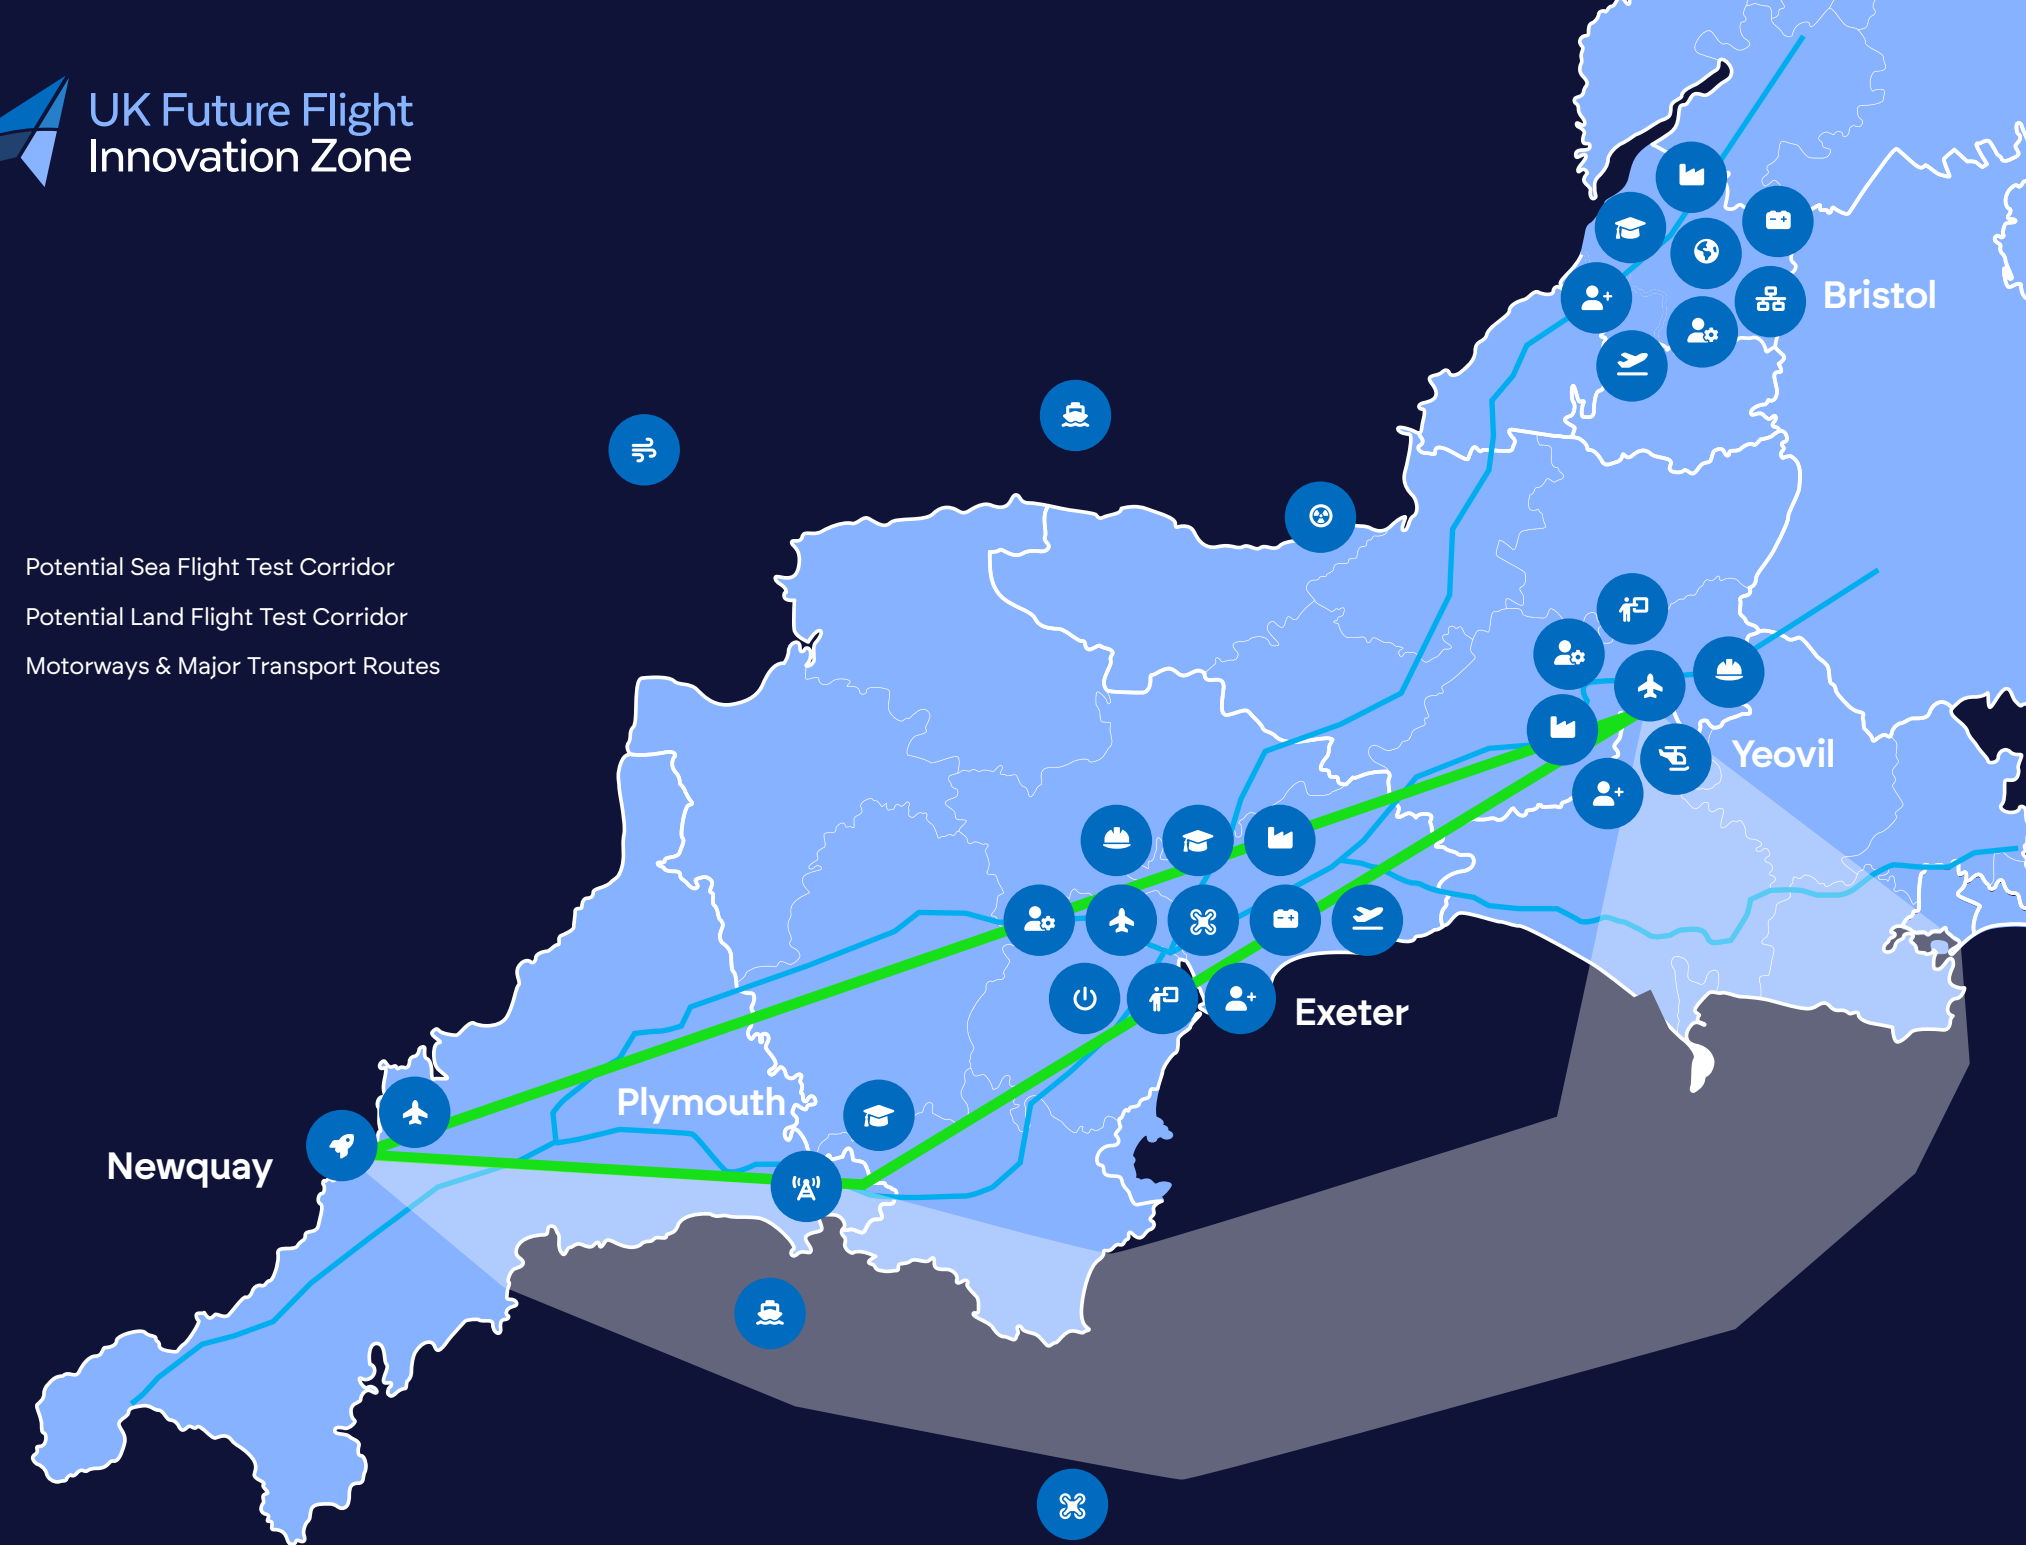 UK Future Flight
Innovation Zone
Bristol
Potential Sea Flight Test Corridor
Potential Land Flight Test Corridor
Motorways & Major Transport Routes
Yeovil
Exeter
Plymouth
Newquay